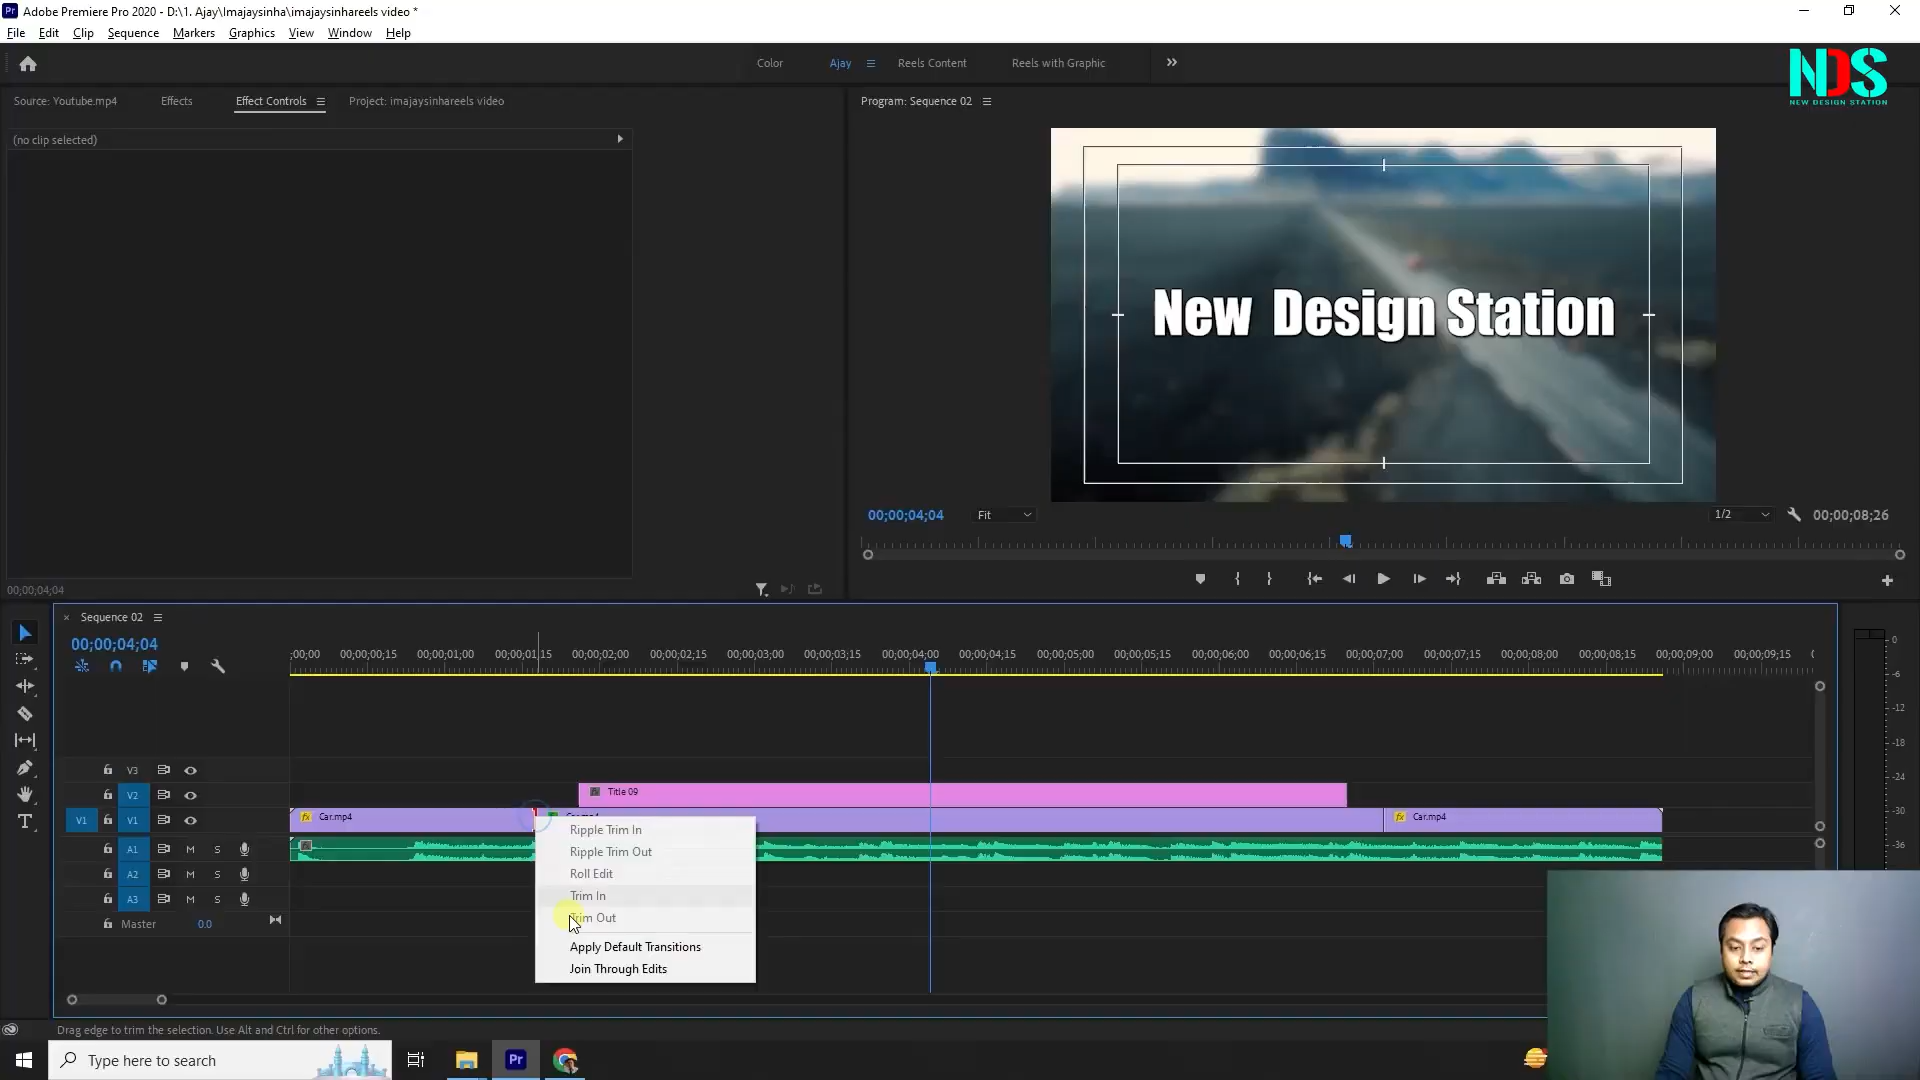 Adobe Premiere Pro 2020 - D:\1. Ajay\Imajaysinha\imajaysinhareels video *
File Edit Clip Sequence Markers Graphics View Window Help
Color Ajay Reels Content Reels with Graphic
NDS
NEW DESIGN STATION
Source: Youtube.mp4 Effects Effect Controls Project: imajaysinhareels video
Program: Sequence 02
(no clip selected)
New Design Station
00;00;04;04 Fit 1/2 00;00;08;26
00;00;04;04
Sequence 02
00;00;04;04
;00;00 00;00;00;15 00;00;01;00 00;00;01;15 00;00;02;00 00;00;02;15 00;00;03;00 00;00;03;15 00;00;04;00 00;00;04;15 00;00;05;00 00;00;05;15 00;00;06;00 00;00;06;15 00;00;07;00 00;00;07;15 00;00;08;00 00;00;08;15 00;00;09;00 00;00;09;15
V3
V2 Title 09
V1 V1 Car.mp4 Car.mp4
A1 M S
A2 M S
A3 M S
Master 0.0
Ripple Trim In
Ripple Trim Out
Roll Edit
Trim In
Trim Out
Apply Default Transitions
Join Through Edits
0
-6
-12
-18
-24
-30
-36
Drag edge to trim the selection. Use Alt and Ctrl for other options.
Type here to search
Pr